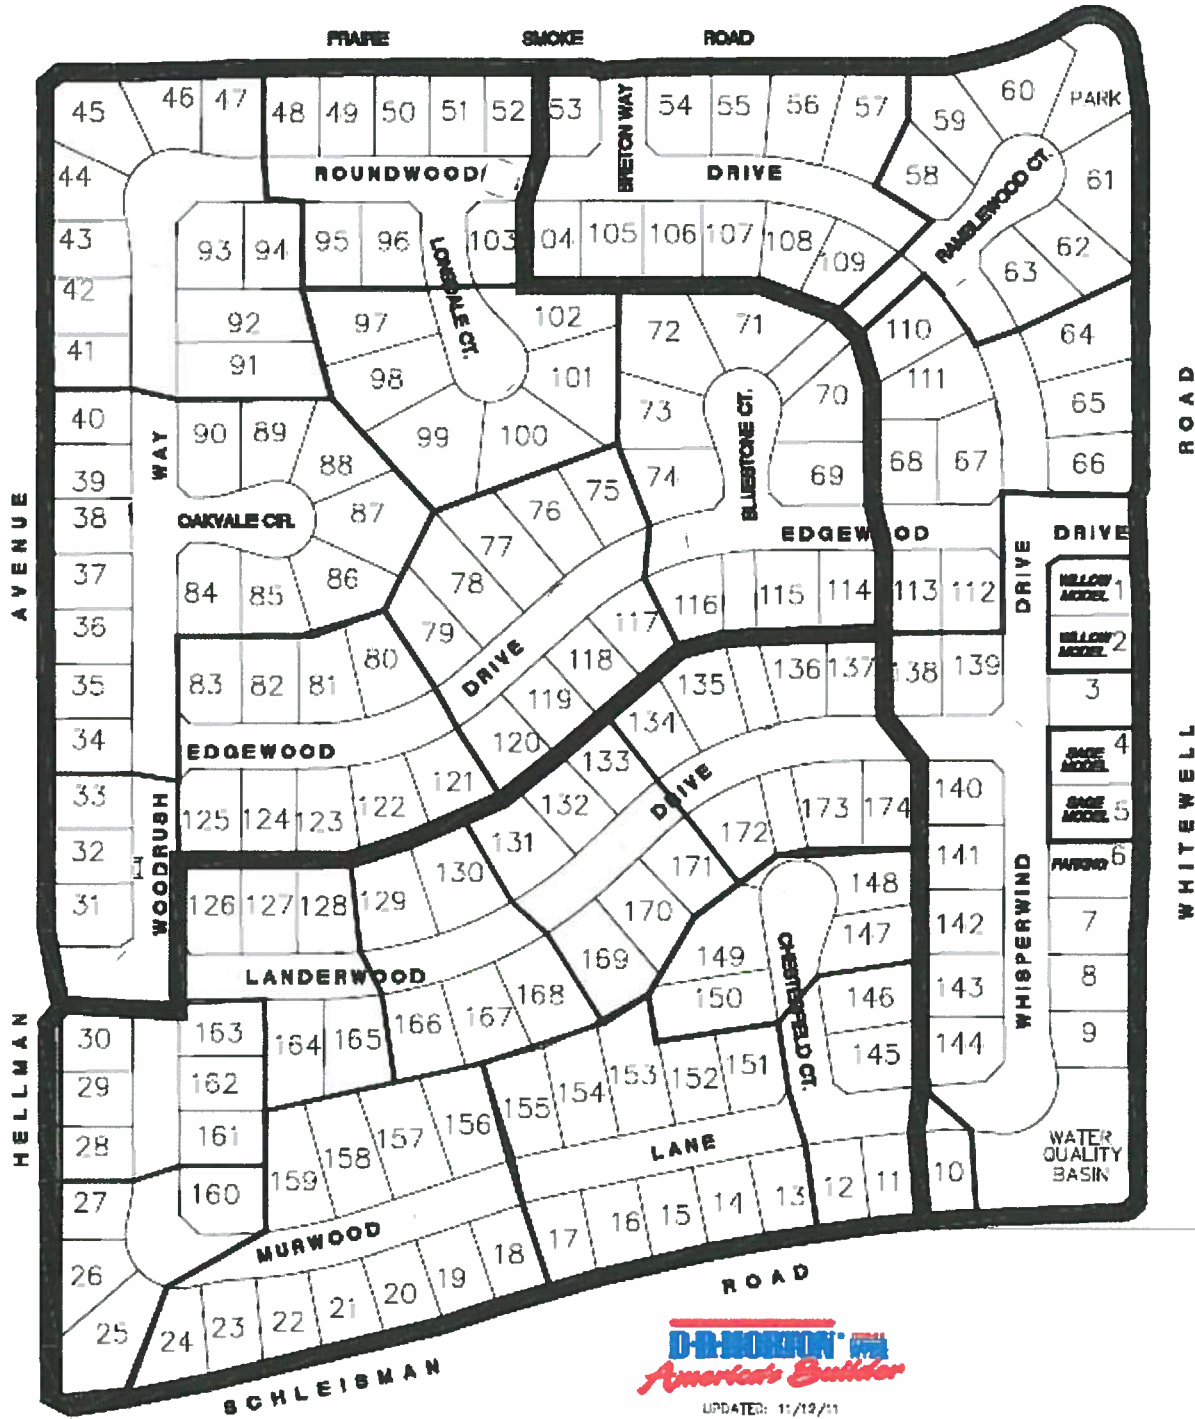 PRAIRIE SMOKE ROAD
45 46 47 48 49 50 51 52 53 BRETON WAY 54 55 56 57 59 60 PARK
44 ROUNDWOOD DRIVE 58 RAMBLEWOOD CT. 61
43 93 94 95 96 LONSDALE CT. 103 104 105 106 107 108 109 63 62
42 92 97 102 72 71 110 64
41 91 98 101 70 111 65
40 90 89 99 100 73 BLUESTONE CT. 68 67 66
WAY
39 88 76 75 74 69
38 OAKVALE CIR. 87 77 EDGEWOOD DRIVE
AVENUE
ROAD
37 84 85 86 78 116 115 114 113 112 DRIVE WILLOW MODEL 1
36 79 117 WILLOW MODEL 2
35 83 82 81 80 DRIVE 118 119 135 136 137 138 139 3
34 EDGEWOOD 120 134 SAGE MODEL 4
33 121 133 DRIVE 140 SAGE MODEL 5
WOODRUSH
WHITEWELL
32 125 124 123 122 132 131 172 173 174 141 PARKING 6
31 126 127 128 129 130 171 148 142 7
170 147
LANDERWOOD 169 149 CHESTERFIELD CT. WHISPERWIND
168 150 146 143 8
30 163 164 165 166 167 145 144 9
HELLMAN
29 162 155 154 153 152 151
28 161 159 158 157 156 LANE WATER
QUALITY
BASIN
27 160 MURWOOD 17 16 15 14 13 12 11 10
26 18
25 24 23 22 21 20 19
SCHLEISMAN ROAD
D·R·HORTON
America's Builder
UPDATED: 11/12/11